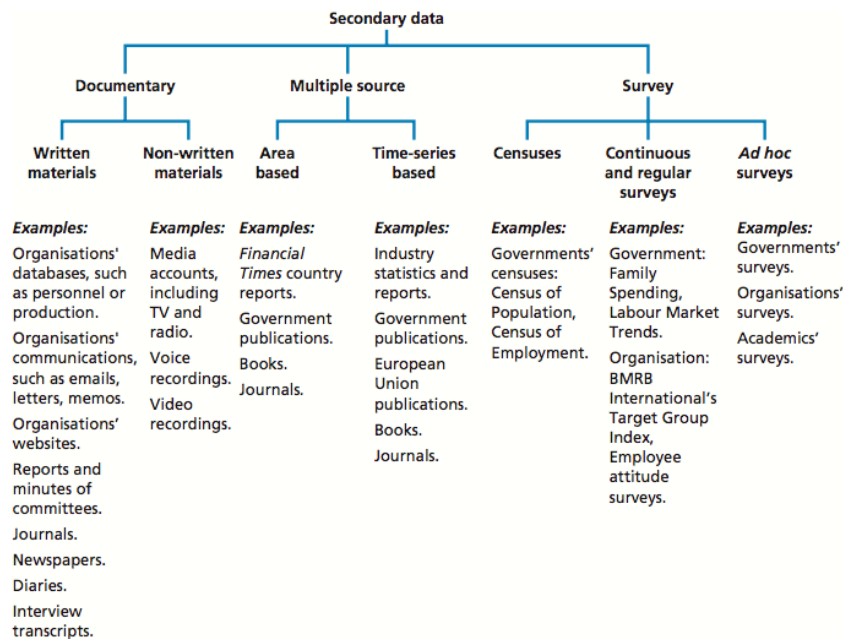 Secondary data
Documentary
Multiple source
Survey
Written
materials
Non-written
materials
Area
based
Time-series
based
Censuses
Continuous
and regular
surveys
Ad hoc
surveys
Examples:
Organisations'
databases, such
as personnel or
production.
Organisations'
communications,
such as emails,
letters, memos.
Organisations’
websites.
Reports and
minutes of
committees.
Journals.
Newspapers.
Diaries.
Interview
transcripts.
Examples:
Media
accounts,
including
TV and
radio.
Voice
recordings.
Video
recordings.
Examples:
Financial
Times country
reports.
Government
publications.
Books.
Journals.
Examples:
Industry
statistics and
reports.
Government
publications.
European
Union
publications.
Books.
Journals.
Examples:
Governments’
censuses:
Census of
Population,
Census of
Employment.
Examples:
Government:
Family
Spending,
Labour Market
Trends.
Organisation:
BMRB
International’s
Target Group
Index,
Employee
attitude
surveys.
Examples:
Governments’
surveys.
Organisations’
surveys.
Academics’
surveys.